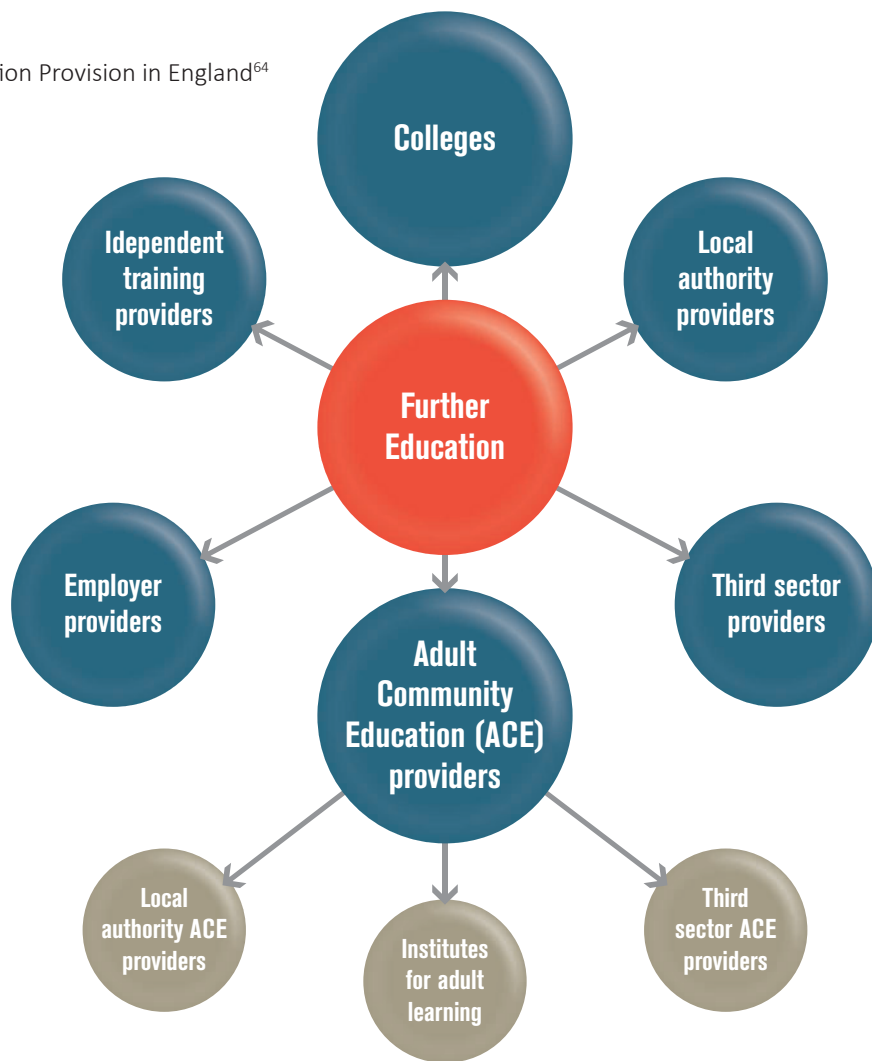 ion Provision in England64
Colleges
Idependent
training
providers
Local
authority
providers
Further
Education
Employer
providers
Third sector
providers
Adult
Community
Education (ACE)
providers
Local
authority ACE
providers
Institutes
for adult
learning
Third
sector ACE
providers